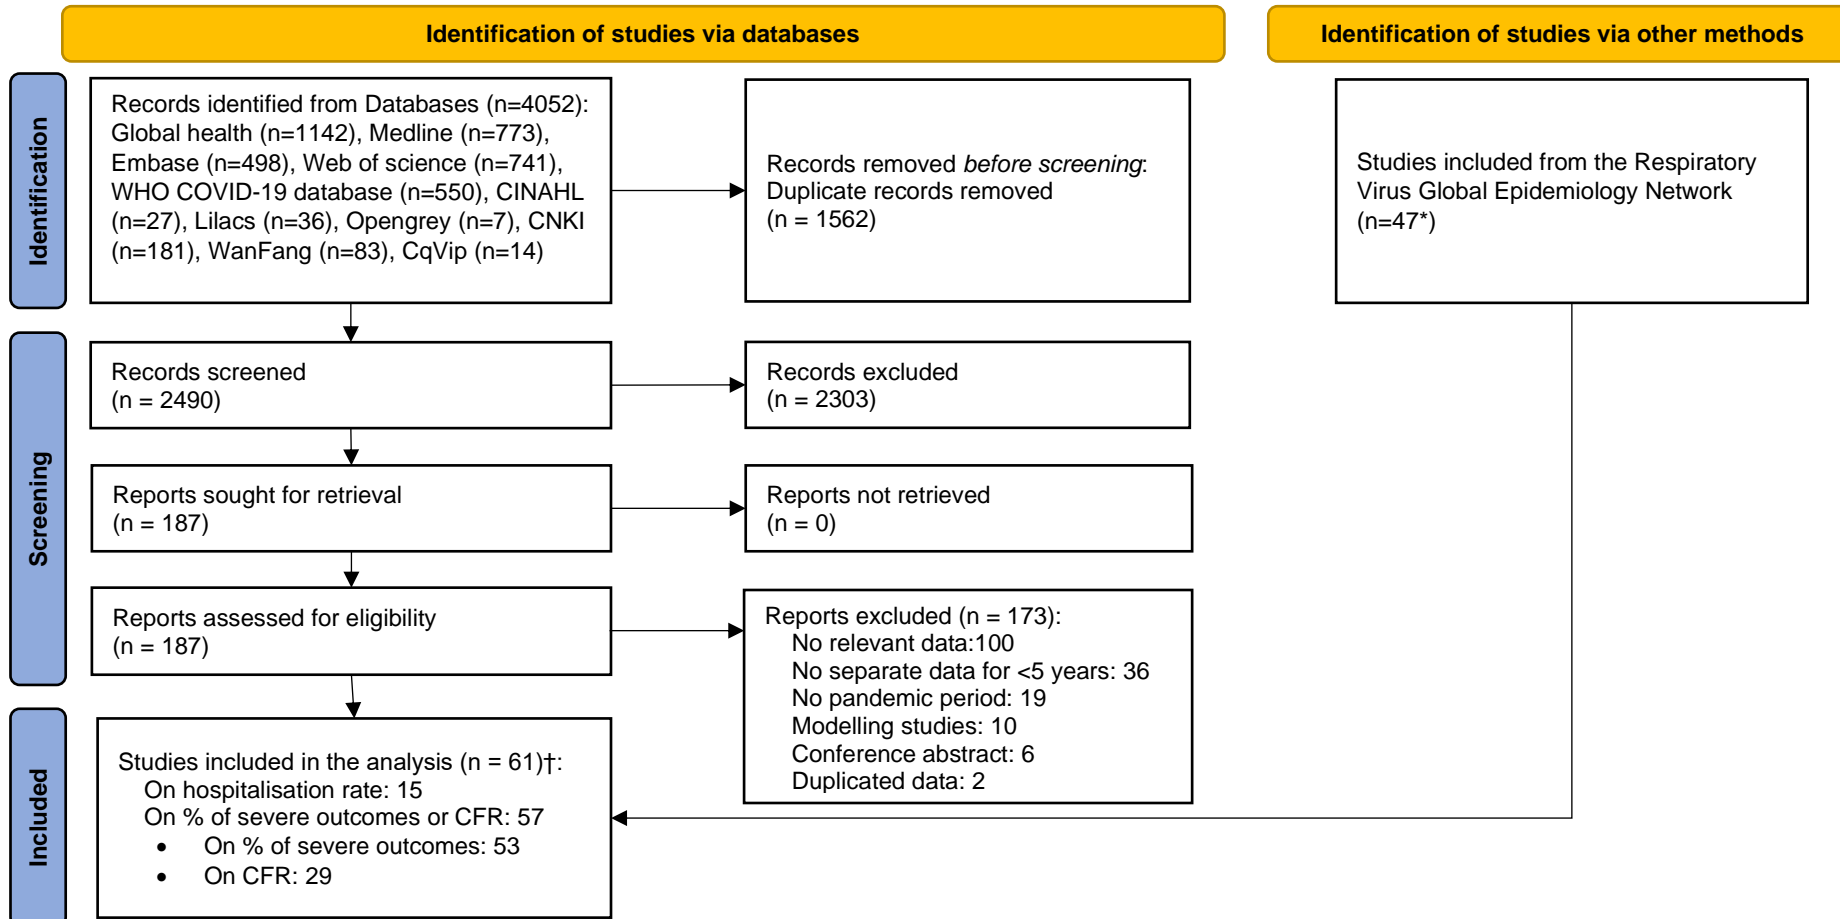 Identification of studies via databases
Identification of studies via other methods
Identification
Records identified from Databases (n=4052):
Global health (n=1142), Medline (n=773),
Embase (n=498), Web of science (n=741),
WHO COVID-19 database (n=550), CINAHL
(n=27), Lilacs (n=36), Opengrey (n=7), CNKI
(n=181), WanFang (n=83), CqVip (n=14)
Records removed before screening:
Duplicate records removed
(n = 1562)
Studies included from the Respiratory
Virus Global Epidemiology Network
(n=47*)
Screening
Records screened
(n = 2490)
Records excluded
(n = 2303)
Reports sought for retrieval
(n = 187)
Reports not retrieved
(n = 0)
Reports assessed for eligibility
(n = 187)
Reports excluded (n = 173):
No relevant data:100
No separate data for <5 years: 36
No pandemic period: 19
Modelling studies: 10
Conference abstract: 6
Duplicated data: 2
Included
Studies included in the analysis (n = 61)†:
On hospitalisation rate: 15
On % of severe outcomes or CFR: 57
• On % of severe outcomes: 53
• On CFR: 29